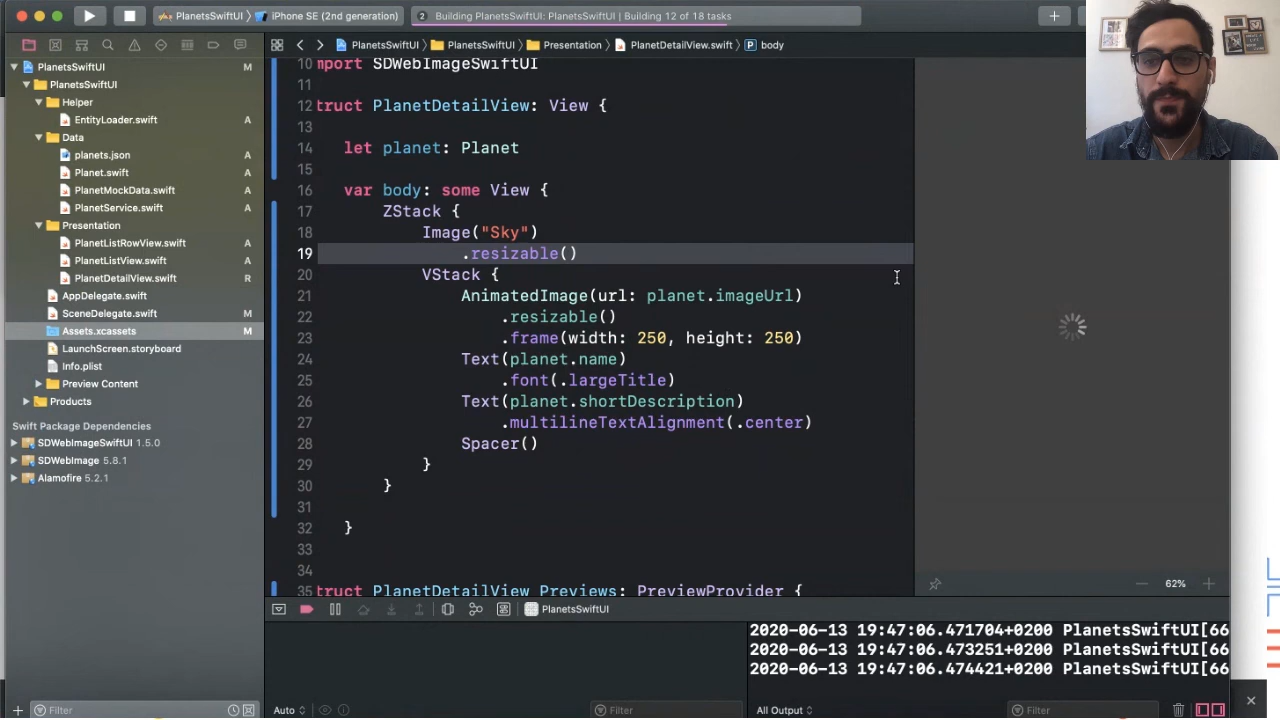 PlanetsSwiftUI
iPhone SE (2nd generation)
2
Building PlanetsSwiftUI: PlanetsSwiftUI | Building 12 of 18 tasks
PlanetsSwiftUI
PlanetsSwiftUI
Presentation
PlanetDetailView.swift
P body
PlanetsSwiftUI M
PlanetsSwiftUI
Helper
EntityLoader.swift A
Data
planets.json A
Planet.swift A
PlanetMockData.swift A
PlanetService.swift A
Presentation
PlanetListRowView.swift A
PlanetListView.swift A
PlanetDetailView.swift R
AppDelegate.swift
SceneDelegate.swift M
Assets.xcassets M
LaunchScreen.storyboard
Info.plist
Preview Content
Products
Swift Package Dependencies
SDWebImageSwiftUI 1.5.0
SDWebImage 5.8.1
Alamofire 5.2.1
Filter
10 mport SDWebImageSwiftUI
11
12 truct PlanetDetailView: View {
13
14 let planet: Planet
15
16 var body: some View {
17 ZStack {
18 Image("Sky")
19 .resizable()
20 VStack {
21 AnimatedImage(url: planet.imageUrl)
22 .resizable()
23 .frame(width: 250, height: 250)
24 Text(planet.name)
25 .font(.largeTitle)
26 Text(planet.shortDescription)
27 .multilineTextAlignment(.center)
28 Spacer()
29 }
30 }
31
32 }
33
34
35 truct PlanetDetailView_Previews: PreviewProvider {
62%
PlanetsSwiftUI
2020-06-13 19:47:06.471704+0200 PlanetsSwiftUI[66
2020-06-13 19:47:06.473251+0200 PlanetsSwiftUI[66
2020-06-13 19:47:06.474421+0200 PlanetsSwiftUI[66
Auto
Filter
All Output
Filter